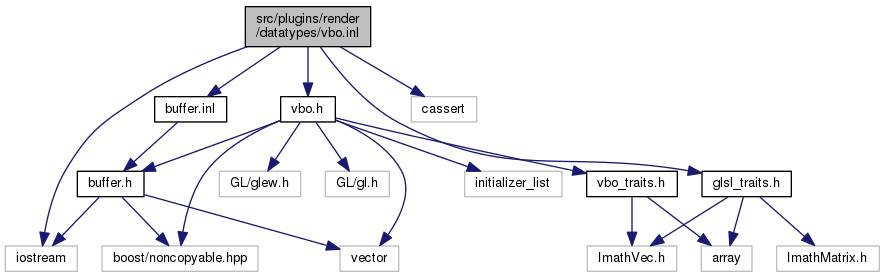 src/plugins/render
/datatypes/vbo.inl
buffer.inl
vbo.h
cassert
buffer.h
GL/glew.h
GL/gl.h
initializer_list
vbo_traits.h
glsl_traits.h
iostream
boost/noncopyable.hpp
vector
ImathVec.h
array
ImathMatrix.h